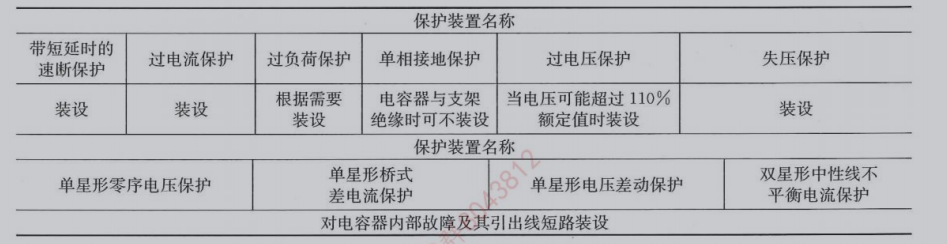 保护装置名称
带短延时的
速断保护
过电流保护
过负荷保护
单相接地保护
过电压保护
失压保护
装设
装设
根据需要
装设
电容器与支架
绝缘时可不装设
当电压可能超过110%
额定值时装设
装设
保护装置名称
单星形零序电压保护
单星形桥式
差电流保护
单星形电压差动保护
双星形中性线不
平衡电流保护
对电容器内部故障及其引出线短路装设
8043812